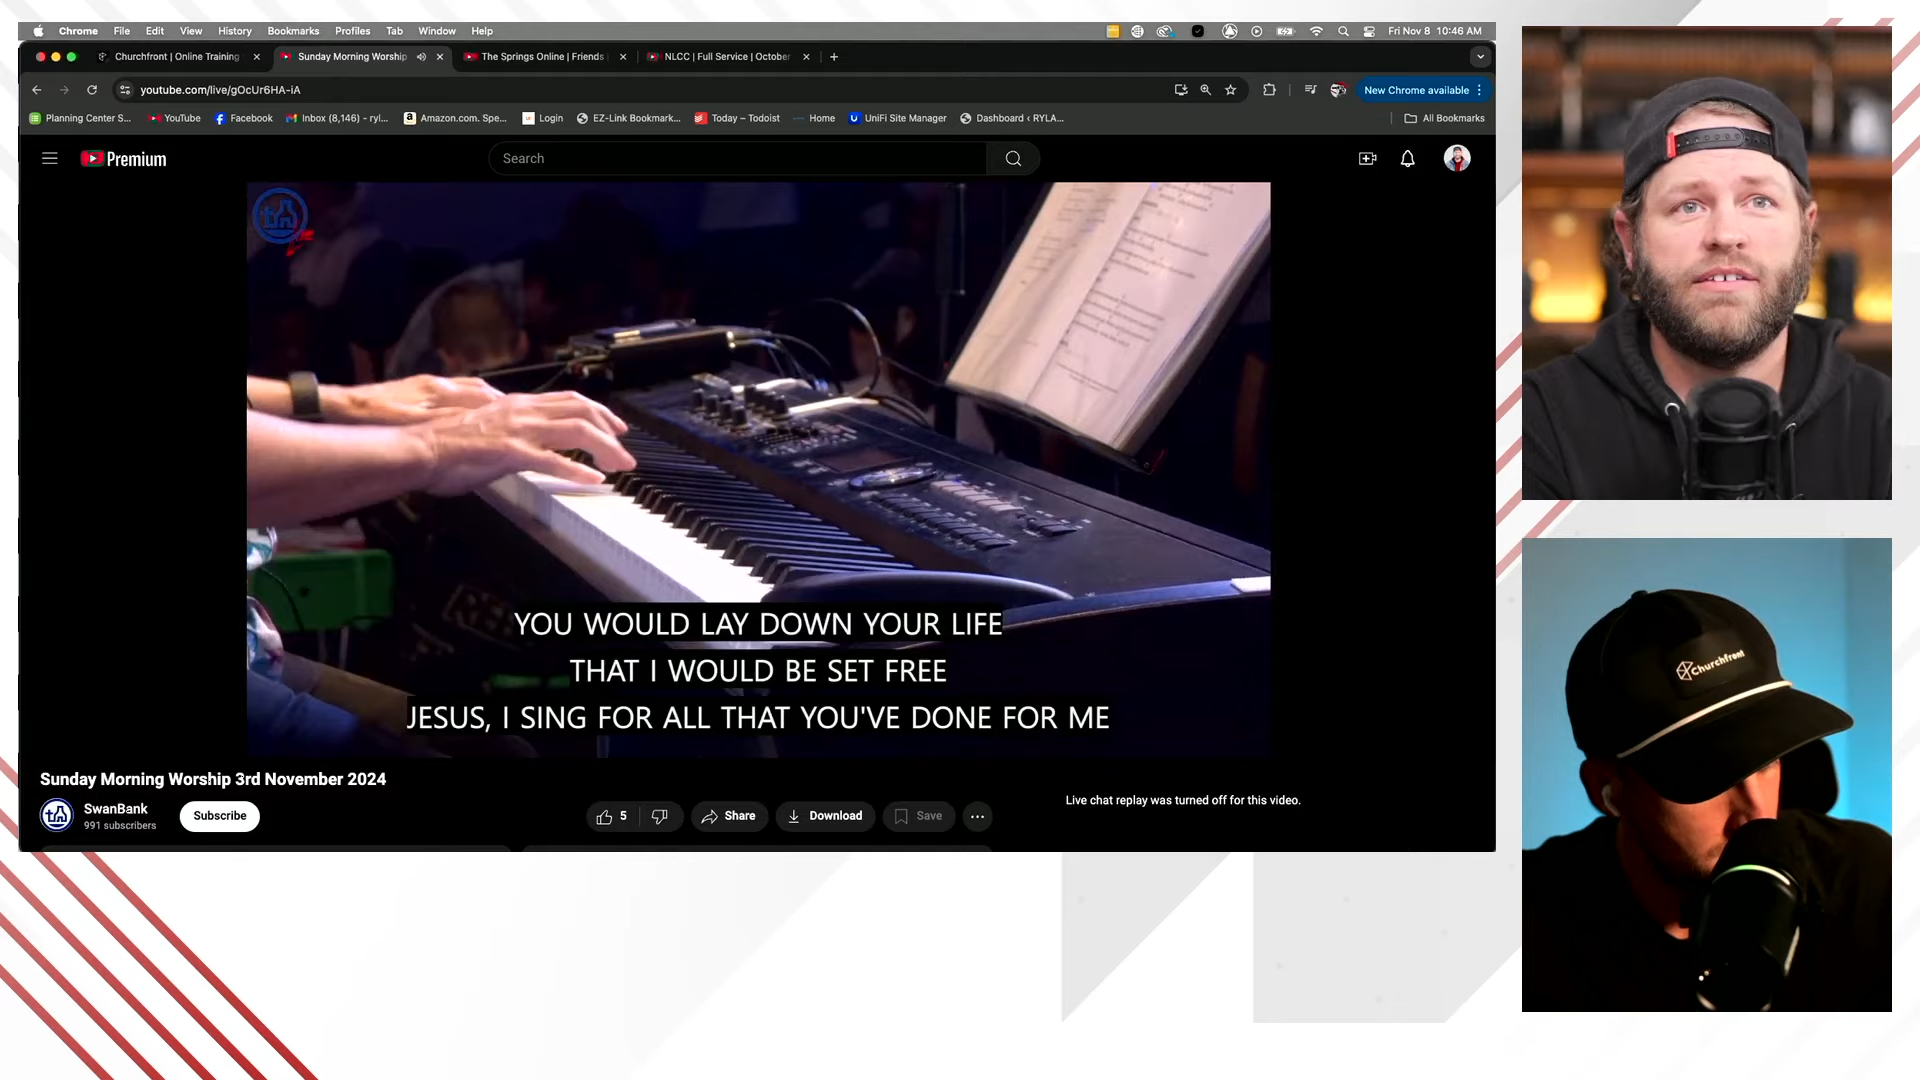 Chrome File Edit View History Bookmarks Profiles Tab Window Help Fri Nov 8 10:46 AM
Churchfront | Online Training Sunday Morning Worship The Springs Online | Friends NLCC | Full Service | October
youtube.com/live/gOcUr6HA-iA New Chrome available
Planning Center S... YouTube Facebook Inbox (8,146) - ryl... Amazon.com. Spe... Login EZ-Link Bookmark... Today – Todoist Home UniFi Site Manager Dashboard ‹ RYLA... All Bookmarks
Premium Search
YOU WOULD LAY DOWN YOUR LIFE
THAT I WOULD BE SET FREE
JESUS, I SING FOR ALL THAT YOU'VE DONE FOR ME
Sunday Morning Worship 3rd November 2024
SwanBank
991 subscribers
Subscribe
5 Share Download Save
Live chat replay was turned off for this video.
Churchfront